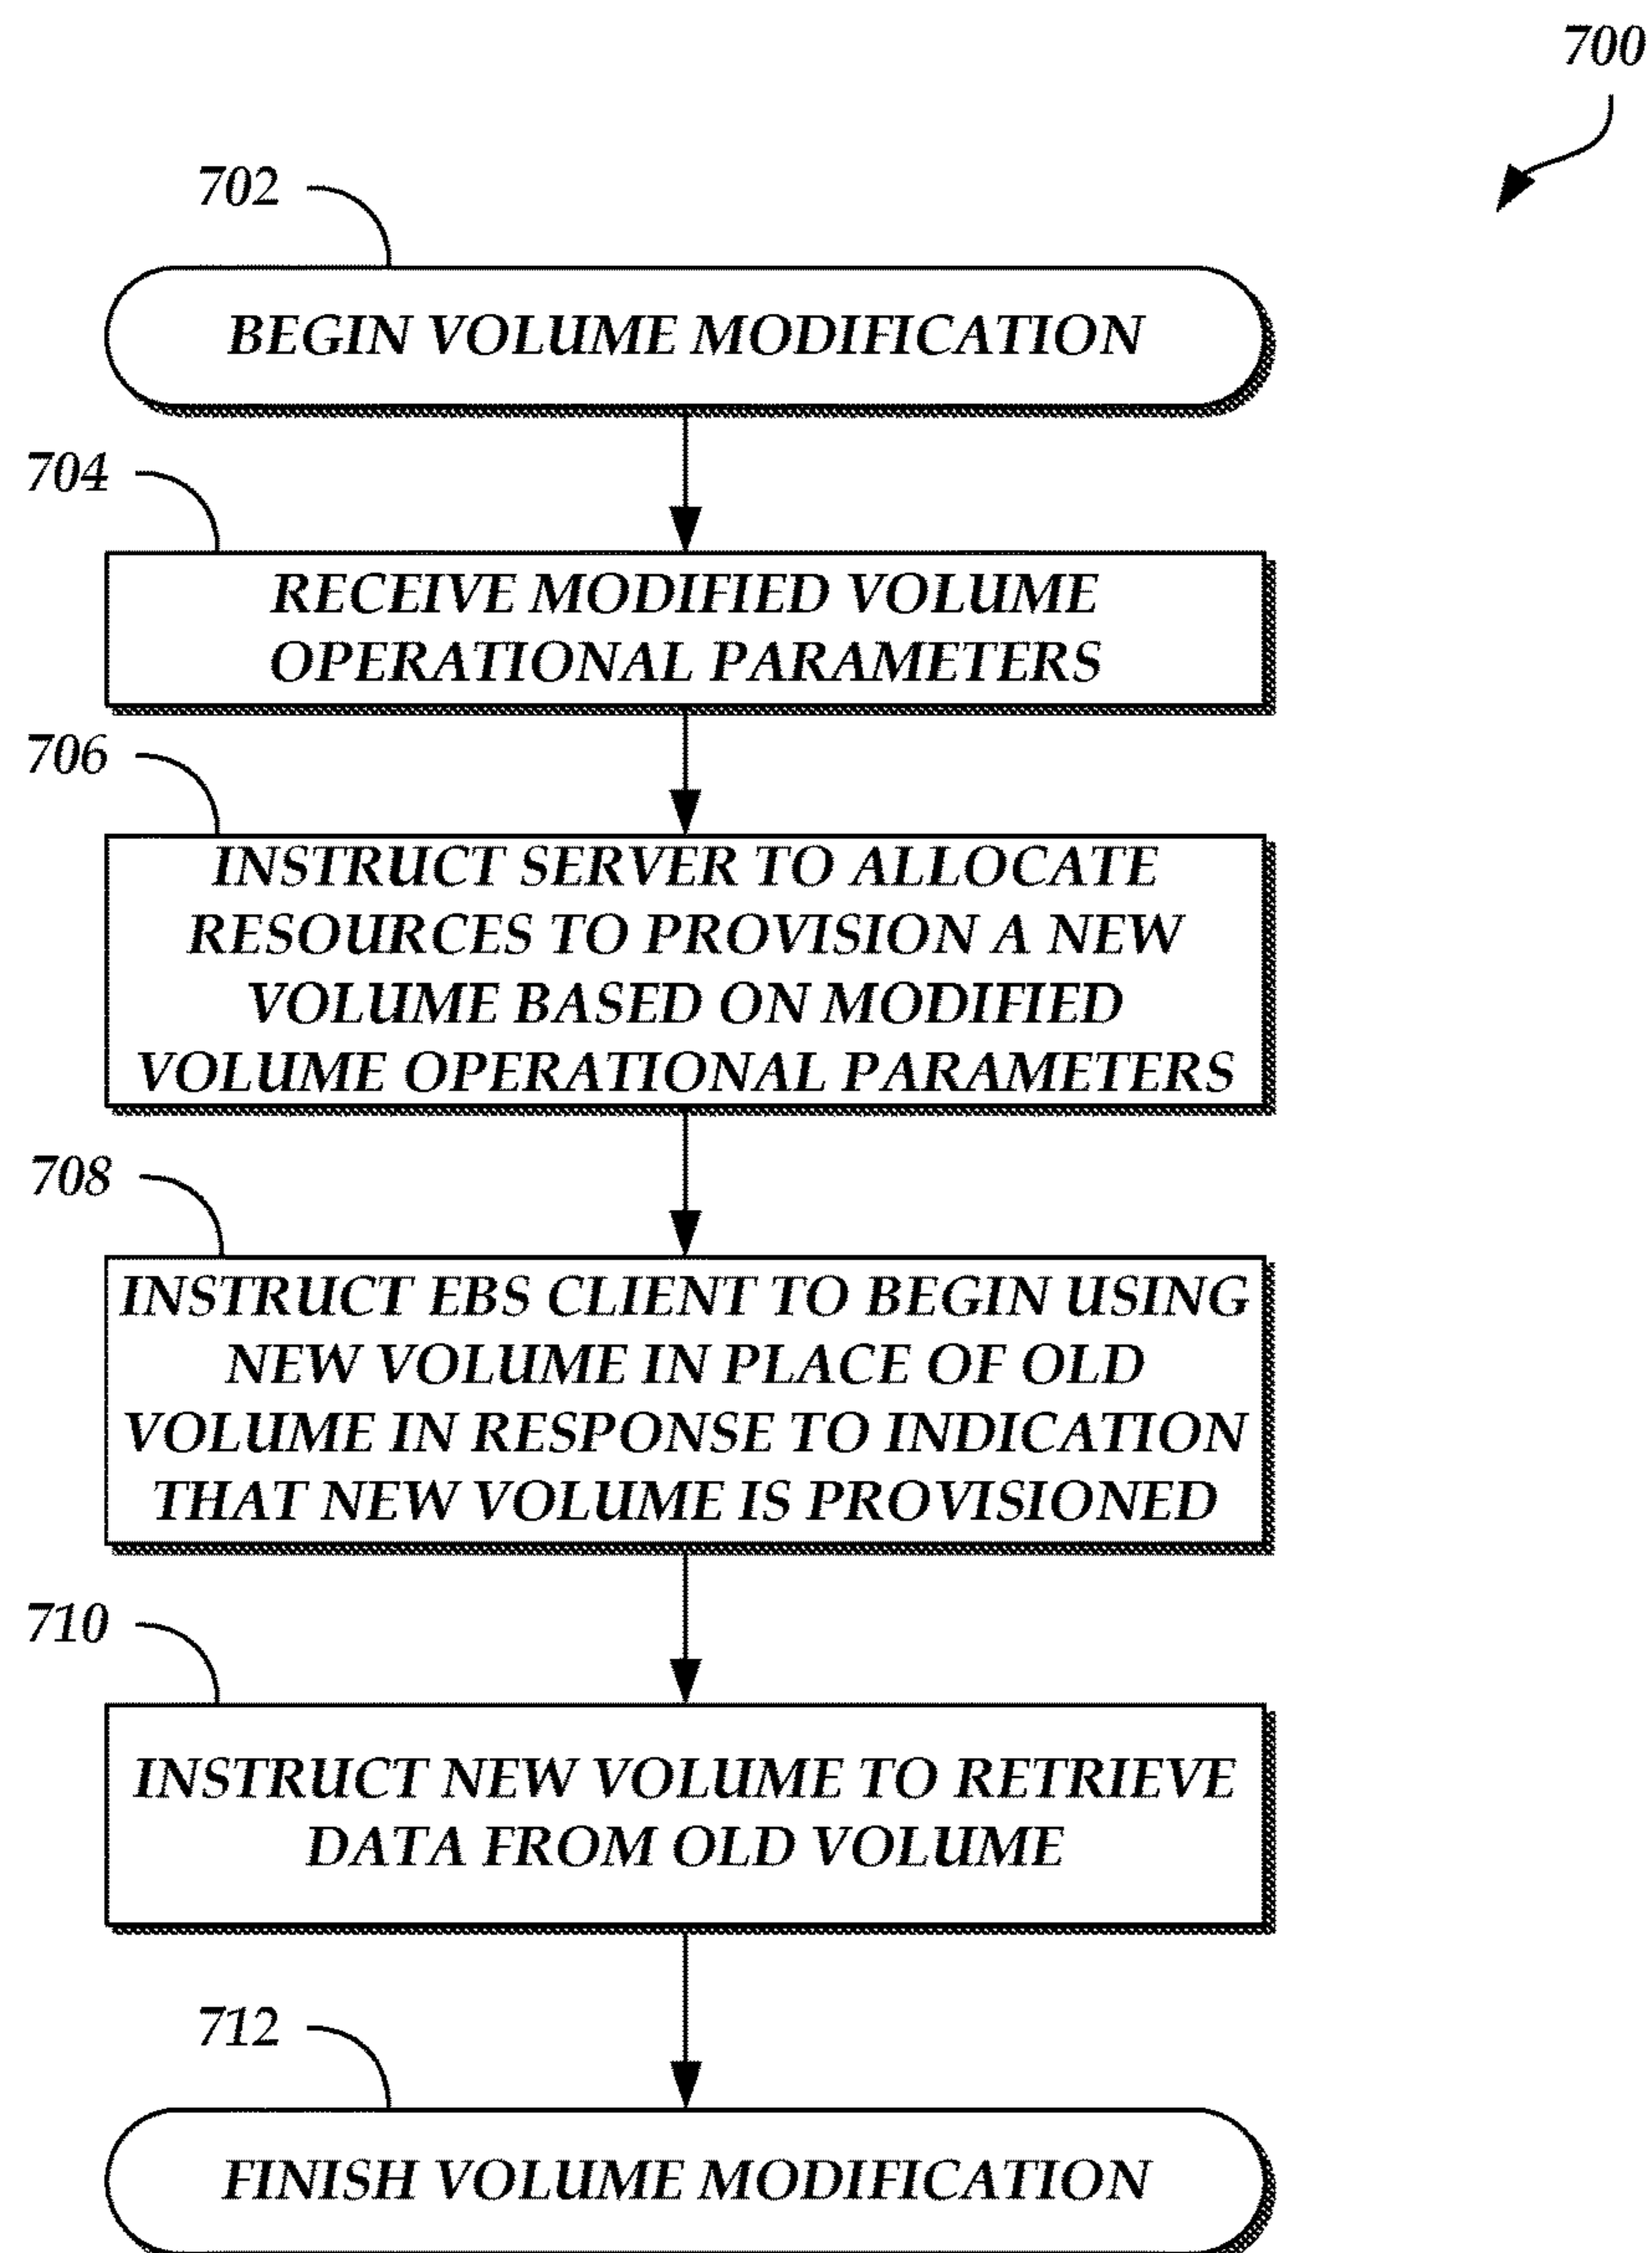 700
702
BEGIN VOLUME MODIFICATION
704
RECEIVE MODIFIED VOLUME
OPERATIONAL PARAMETERS
706
INSTRUCT SERVER TO ALLOCATE
RESOURCES TO PROVISION A NEW
VOLUME BASED ON MODIFIED
VOLUME OPERATIONAL PARAMETERS
708
INSTRUCT EBS CLIENT TO BEGIN USING
NEW VOLUME IN PLACE OF OLD
VOLUME IN RESPONSE TO INDICATION
THAT NEW VOLUME IS PROVISIONED
710
INSTRUCT NEW VOLUME TO RETRIEVE
DATA FROM OLD VOLUME
712
FINISH VOLUME MODIFICATION